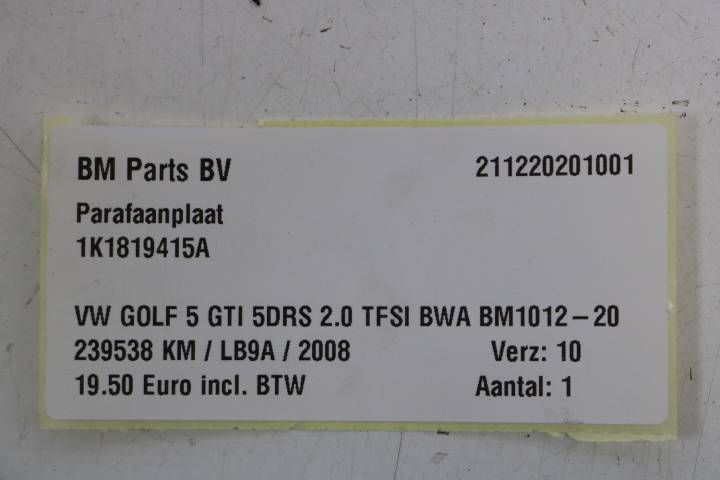 BM Parts BV 211220201001
Parafaanplaat
1K1819415A
VW GOLF 5 GTI 5DRS 2.0 TFSI BWA BM1012-20
239538 KM / LB9A / 2008 Verz: 10
19.50 Euro incl. BTW Aantal: 1